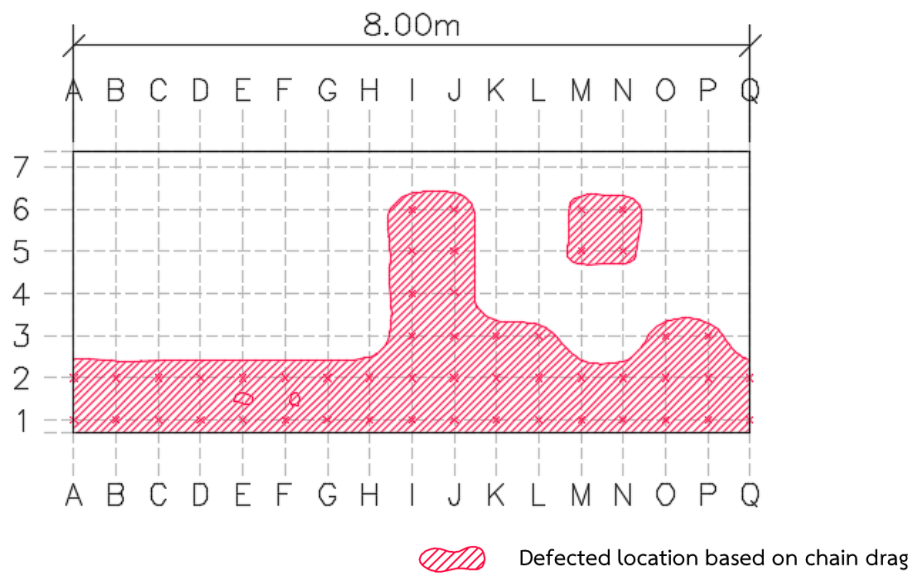 8.00m
A B C D E F G H I J K L M N O P Q
7
6
5
4
3
2
1
A B C D E F G H I J K L M N O P Q
Defected location based on chain drag